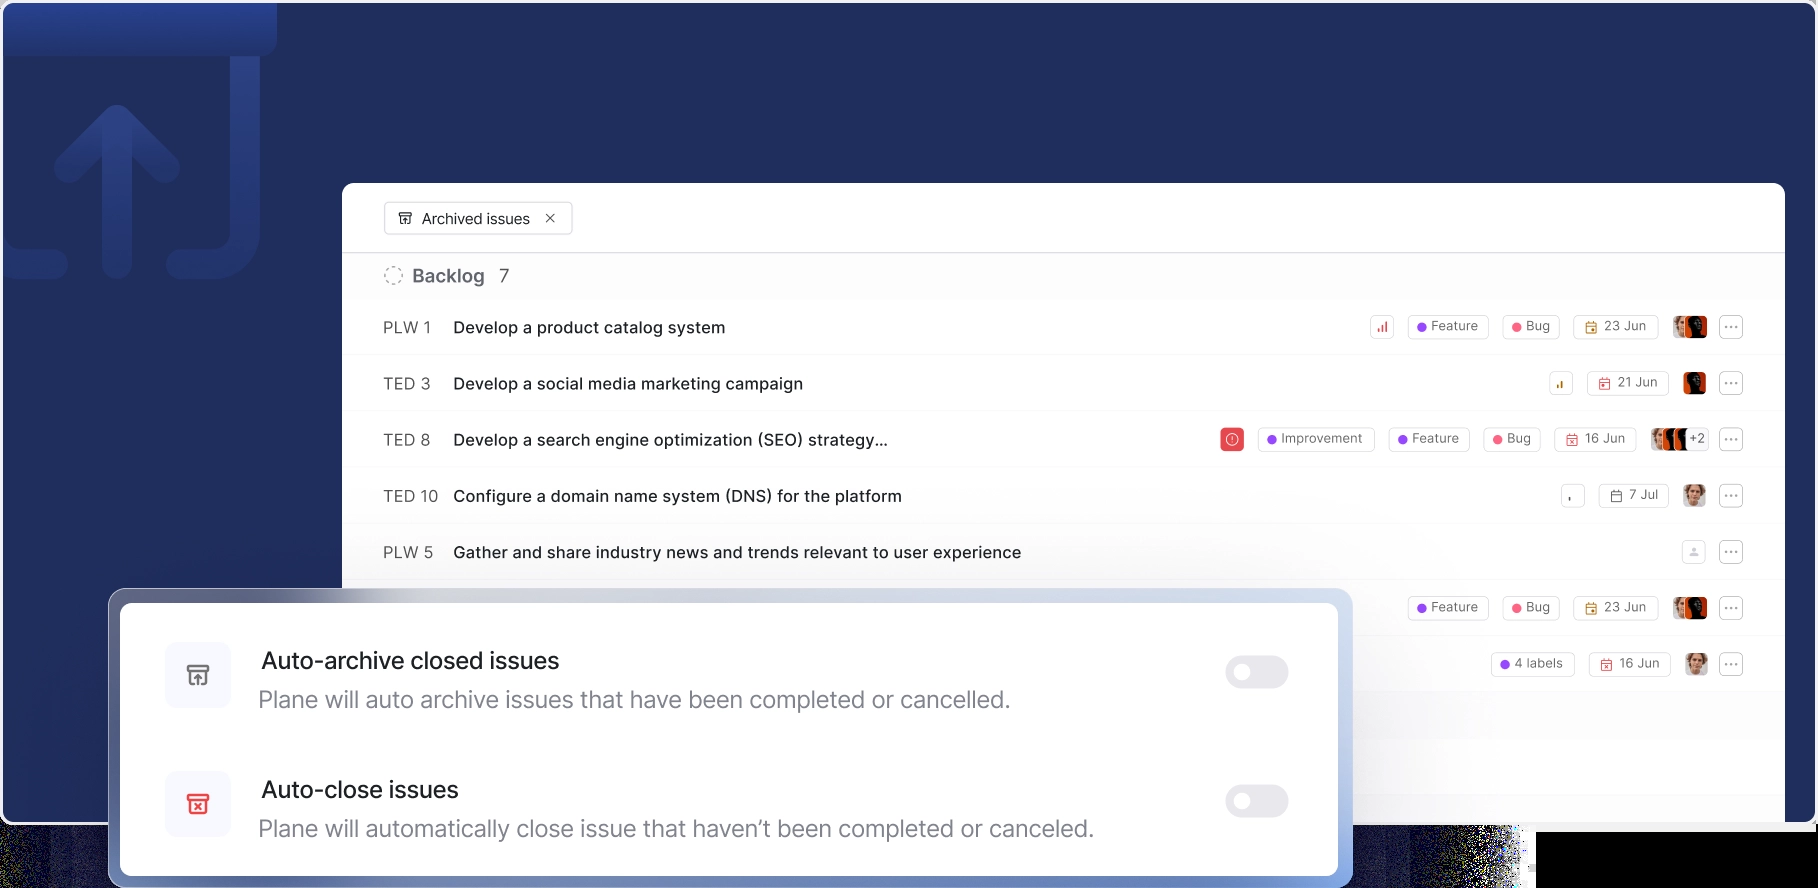 Archived issues
Backlog 7
PLW 1 Develop a product catalog system Feature Bug 23 Jun
TED 3 Develop a social media marketing campaign 21 Jun
TED 8 Develop a search engine optimization (SEO) strategy... Improvement Feature Bug 16 Jun +2
TED 10 Configure a domain name system (DNS) for the platform 7 Jul
PLW 5 Gather and share industry news and trends relevant to user experience
Feature Bug 23 Jun
4 labels 16 Jun
Auto-archive closed issues
Plane will auto archive issues that have been completed or cancelled.
Auto-close issues
Plane will automatically close issue that haven’t been completed or canceled.